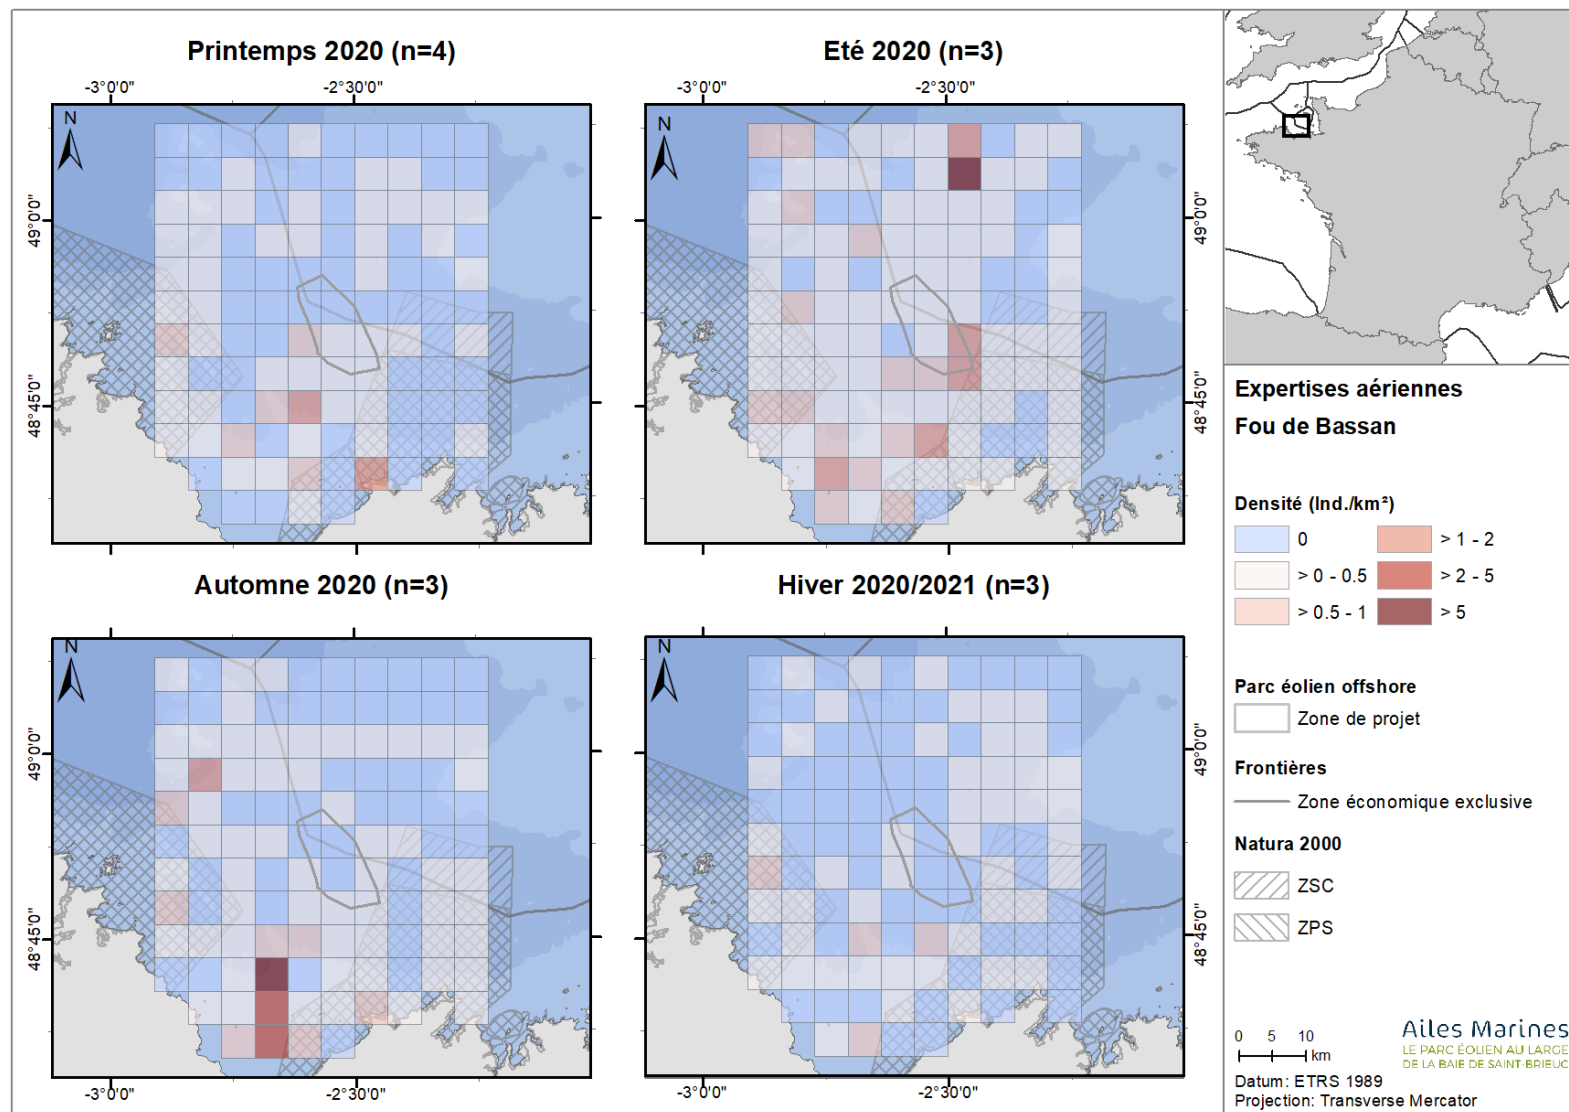 Printemps 2020 (n=4)
Eté 2020 (n=3)
-3°0'0"
-2°30'0"
-3°0'0"
-2°30'0"
N
N
49°0'0"
49°0'0"
48°45'0"
48°45'0"
Automne 2020 (n=3)
Hiver 2020/2021 (n=3)
N
N
49°0'0"
49°0'0"
48°45'0"
48°45'0"
-3°0'0"
-2°30'0"
-3°0'0"
-2°30'0"
Expertises aériennes
Fou de Bassan
Densité (Ind./km²)
0
> 1 - 2
> 0 - 0.5
> 2 - 5
> 0.5 - 1
> 5
Parc éolien offshore
Zone de projet
Frontières
Zone économique exclusive
Natura 2000
ZSC
ZPS
0 5 10
km
Datum: ETRS 1989
Projection: Transverse Mercator
Ailes Marines
LE PARC ÉOLIEN AU LARGE
DE LA BAIE DE SAINT-BRIEUC